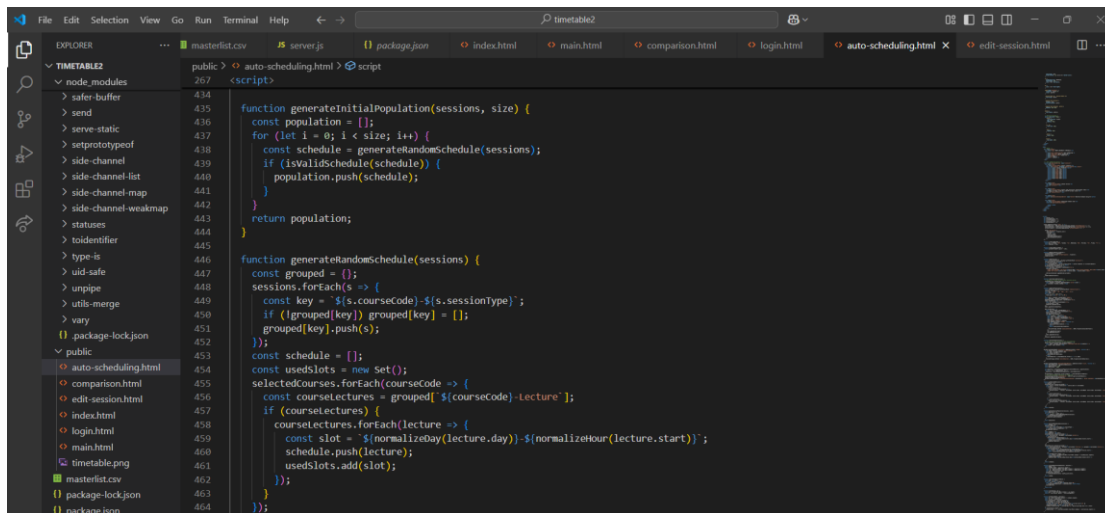 File Edit Selection View Go Run Terminal Help
timetable2
EXPLORER
masterlist.csv
JS server.js
{} package.json
<> index.html
<> main.html
<> comparison.html
<> login.html
<> auto-scheduling.html
<> edit-session.html
TIMETABLE2
node_modules
safer-buffer
send
serve-static
setprototypeof
side-channel
side-channel-list
side-channel-map
side-channel-weakmap
statuses
toidentifier
type-is
uid-safe
unpipe
utils-merge
vary
{} .package-lock.json
public
<> auto-scheduling.html
<> comparison.html
<> edit-session.html
<> index.html
<> login.html
<> main.html
timetable.png
masterlist.csv
{} package-lock.json
{} package.json
public > <> auto-scheduling.html > script
267 <script>
434
435 function generateInitialPopulation(sessions, size) {
436 const population = [];
437 for (let i = 0; i < size; i++) {
438 const schedule = generateRandomSchedule(sessions);
439 if (isValidSchedule(schedule)) {
440 population.push(schedule);
441 }
442 }
443 return population;
444 }
445
446 function generateRandomSchedule(sessions) {
447 const grouped = {};
448 sessions.forEach(s => {
449 const key = `${s.courseCode}-${s.sessionType}`;
450 if (!grouped[key]) grouped[key] = [];
451 grouped[key].push(s);
452 });
453 const schedule = [];
454 const usedSlots = new Set();
455 selectedCourses.forEach(courseCode => {
456 const courseLectures = grouped[`${courseCode}-Lecture`];
457 if (courseLectures) {
458 courseLectures.forEach(lecture => {
459 const slot = `${normalizeDay(lecture.day)}-${normalizeHour(lecture.start)}`;
460 schedule.push(lecture);
461 usedSlots.add(slot);
462 });
463 }
464 });